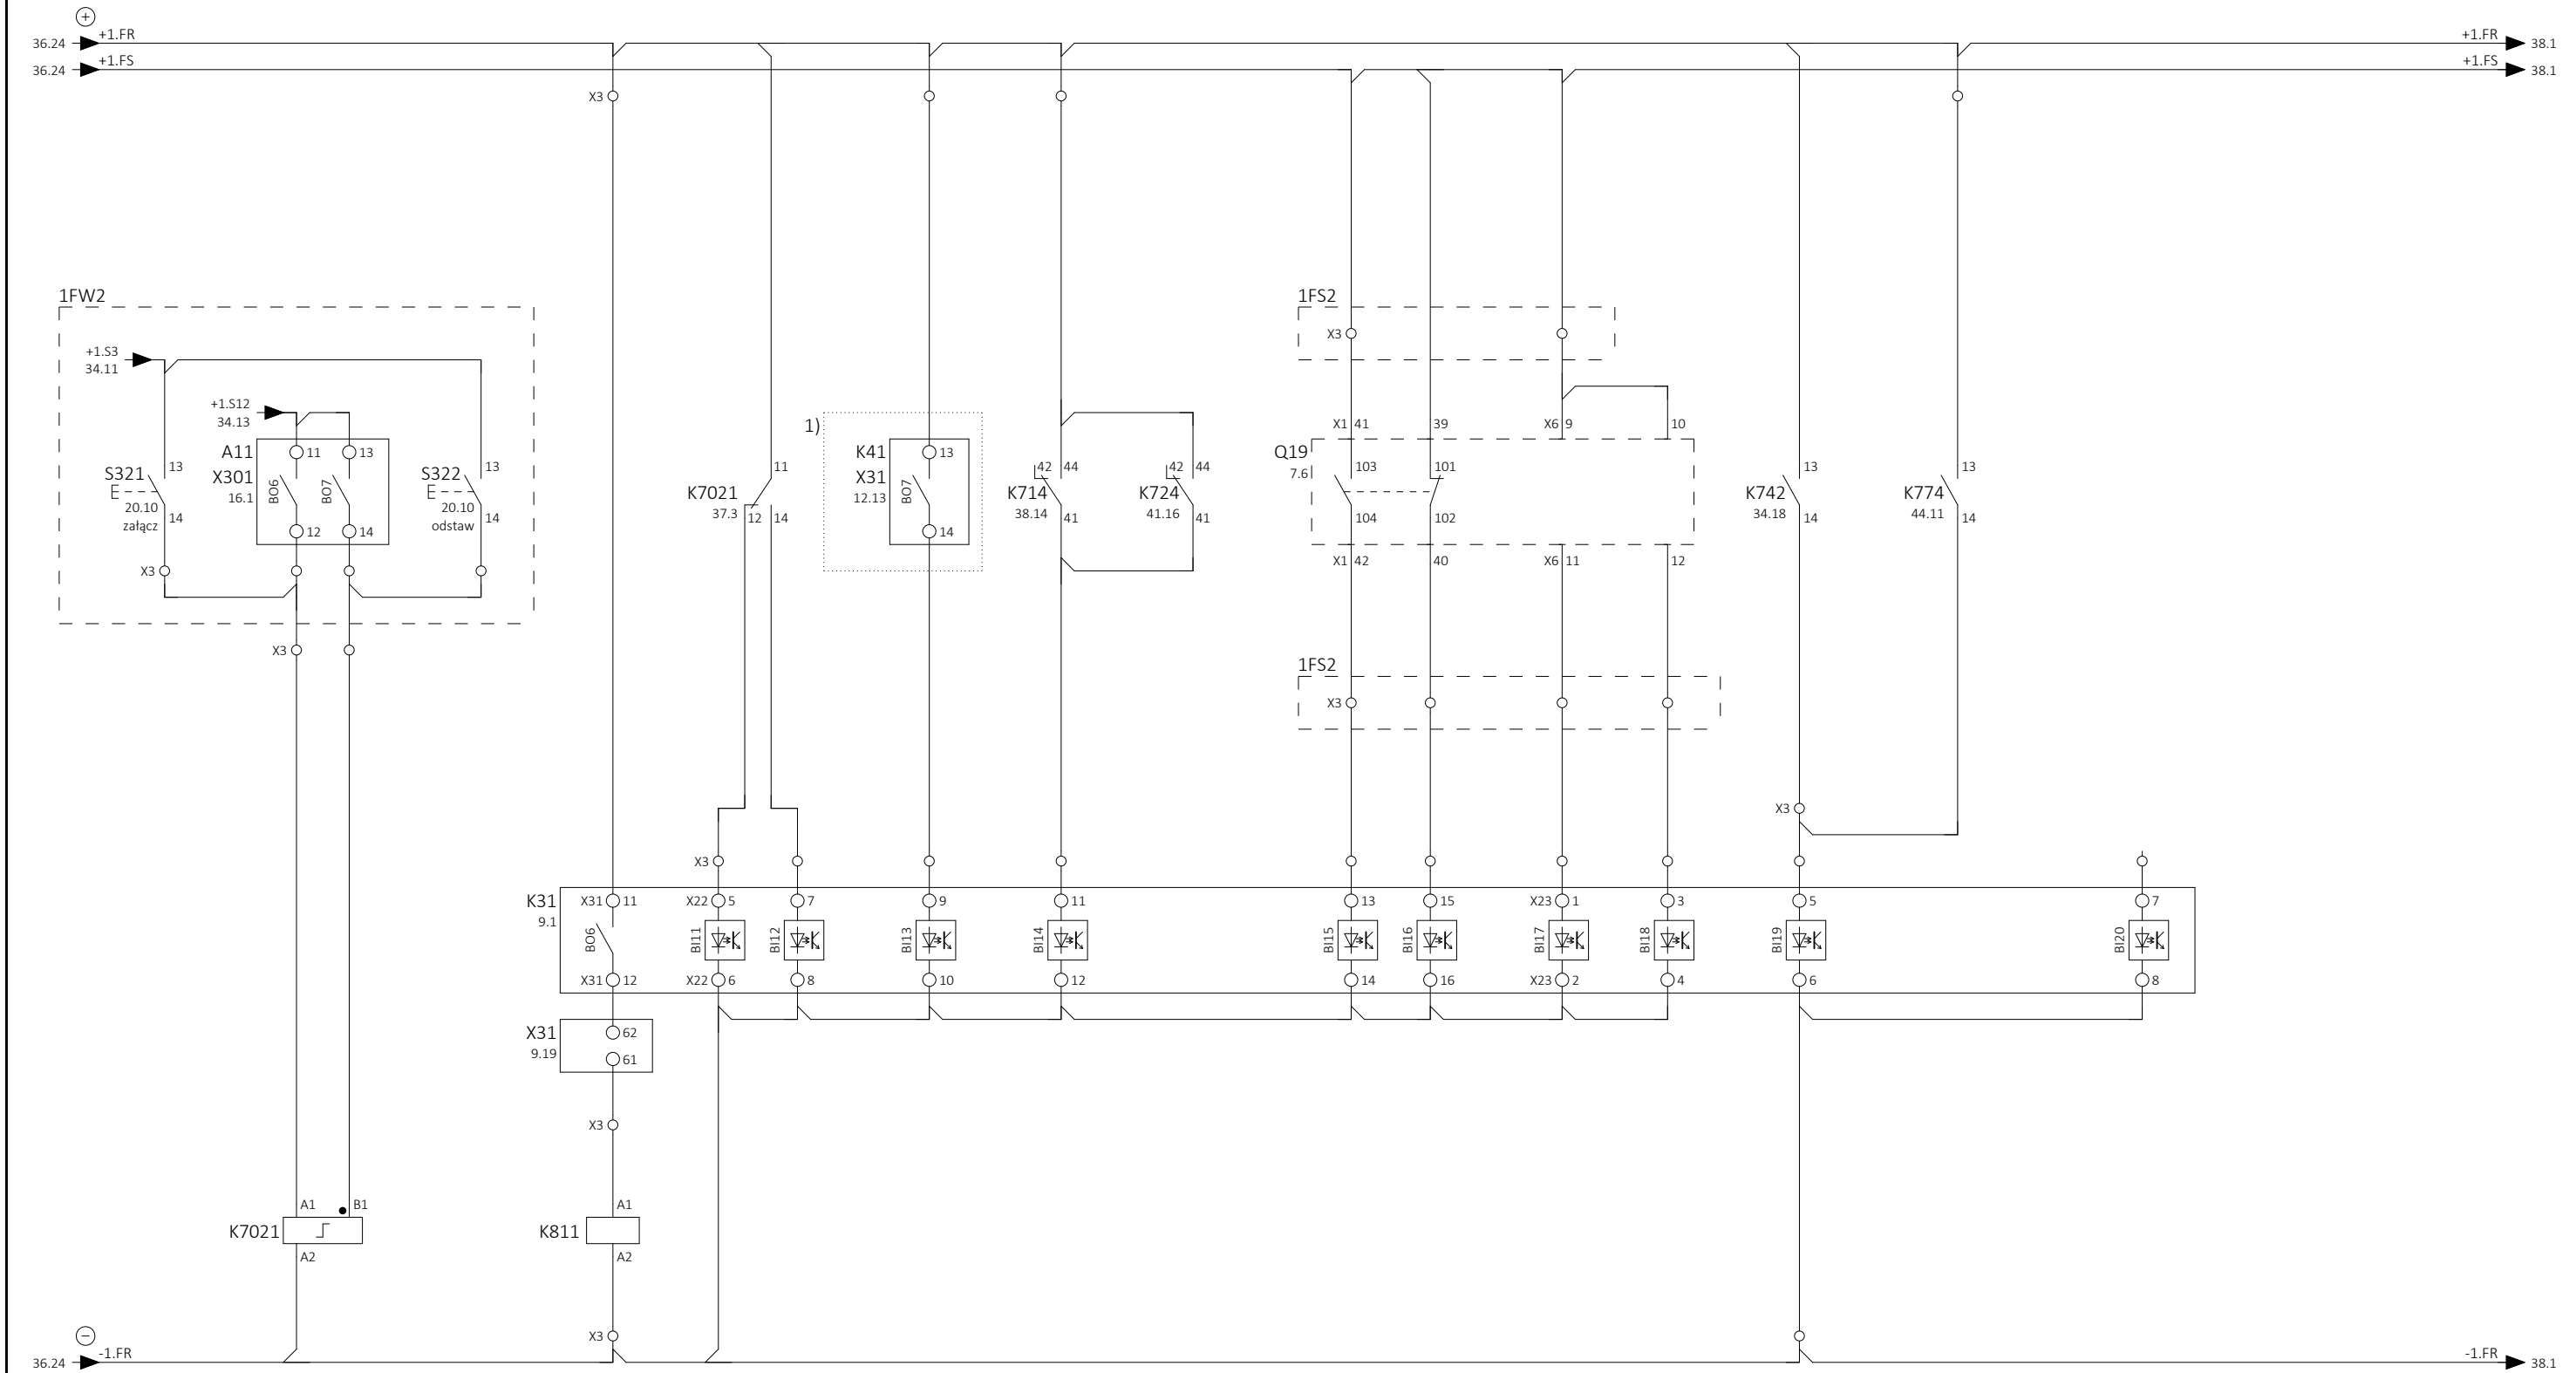 +
36.24 +1.FR +1.FR 38.1
36.24 +1.FS +1.FS 38.1
X3
1FW2
1FS2
+1.S3
34.11
X3
+1.S12
34.13
1)
X1 41 39 X6 9 10
A11 11 13
K41 13
Q19
7.6
S321 13
20.10
załącz
14
X301
16.1
BO6 BO7
12 14
S322 13
20.10
odstaw
14
K7021 11
37.3
12 14
X31
12.13
BO7
14
42 44
K714
38.14
41
42 44
K724
41.16
41
103 101
104 102
K742 13
34.18
14
K774 13
44.11
14
X1 42 40 X6 11 12
X3
X3
1FS2
X3
X3
X3
K31
9.1
X31 11 X22 5 7 9 11 13 15 X23 1 3 5 7
BO6 BI11 BI12 BI13 BI14 BI15 BI16 BI17 BI18 BI19 BI20
X31 12 X22 6 8 10 12 14 16 X23 2 4 6 8
X31
9.19
62
61
X3
A1 B1 A1
K7021 K811
A2 A2
X3
−
36.24 -1.FR -1.FR 38.1